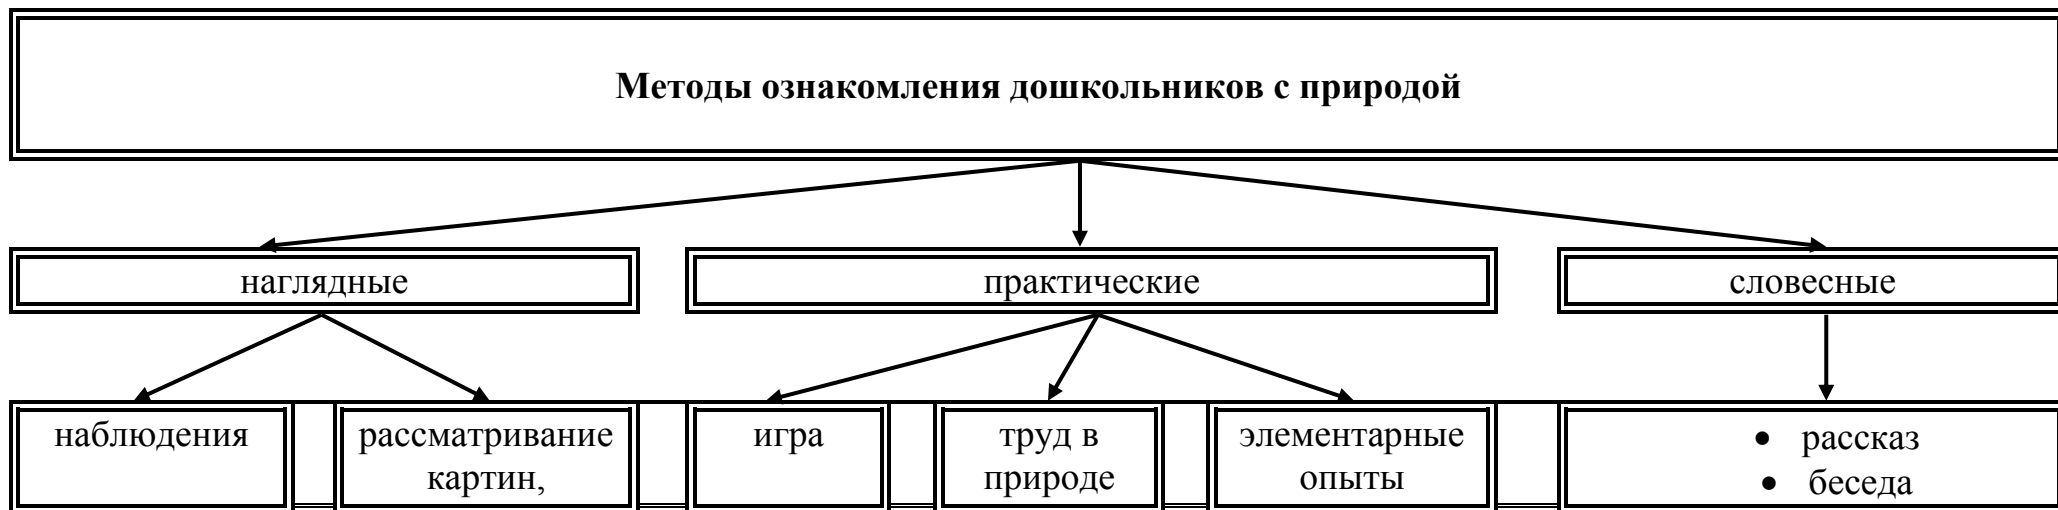 Методы ознакомления дошкольников с природой
наглядные
практические
словесные
наблюдения
рассматривание
картин,
игра
труд в
природе
элементарные
опыты
• рассказ
• беседа